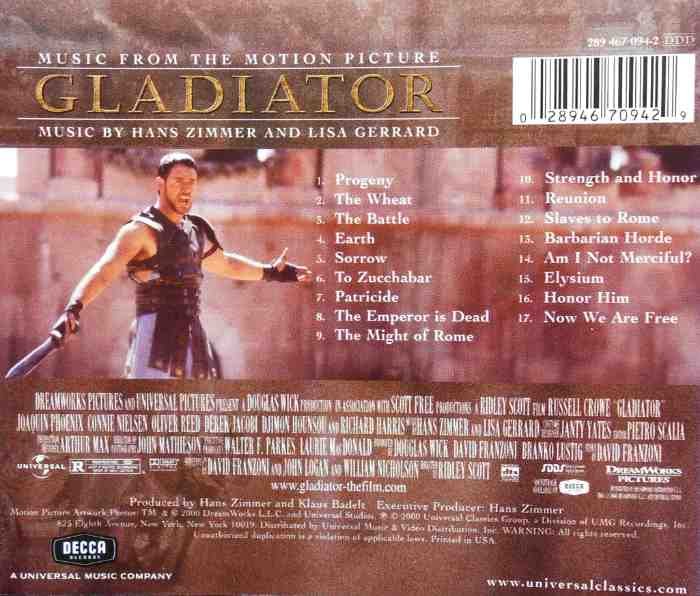 289 467 094-2 DDD
MUSIC FROM THE MOTION PICTURE
GLADIATOR
MUSIC BY HANS ZIMMER AND LISA GERRARD
0 28946 70942 9
1. Progeny
2. The Wheat
3. The Battle
4. Earth
5. Sorrow
6. To Zucchabar
7. Patricide
8. The Emperor is Dead
9. The Might of Rome
10. Strength and Honor
11. Reunion
12. Slaves to Rome
13. Barbarian Horde
14. Am I Not Merciful?
15. Elysium
16. Honor Him
17. Now We Are Free
DREAMWORKS PICTURES AND UNIVERSAL PICTURES PRESENT A DOUGLAS WICK PRODUCTION IN ASSOCIATION WITH SCOTT FREE PRODUCTIONS A RIDLEY SCOTT FILM RUSSELL CROWE "GLADIATOR"
JOAQUIN PHOENIX CONNIE NIELSEN OLIVER REED DEREK JACOBI DJIMON HOUNSOU AND RICHARD HARRIS HANS ZIMMER AND LISA GERRARD JANTY YATES EDITOR PIETRO SCALIA
ARTHUR MAX JOHN MATHIESON WALTER F. PARKES LAURIE MACDONALD DOUGLAS WICK DAVID FRANZONI BRANKO LUSTIG DAVID FRANZONI
DAVID FRANZONI AND JOHN LOGAN AND WILLIAM NICHOLSON RIDLEY SCOTT
UNIVERSAL
R
DOLBY
dts
SDDS
DECCA
DREAMWORKS
PICTURES
www.gladiator-thefilm.com
Produced by Hans Zimmer and Klaus Badelt Executive Producer: Hans Zimmer
Motion Picture Artwork, Photos: TM & © 2000 DreamWorks L.L.C. and Universal Studios. ℗ © 2000 Universal Classics Group, a Division of UMG Recordings, Inc.
825 Eighth Avenue, New York, New York 10019. Distributed by Universal Music & Video Distribution, Inc. WARNING: All rights reserved.
Unauthorized duplication is a violation of applicable laws. Printed in USA.
DECCA
RECORDS
A UNIVERSAL MUSIC COMPANY
www.universalclassics.com